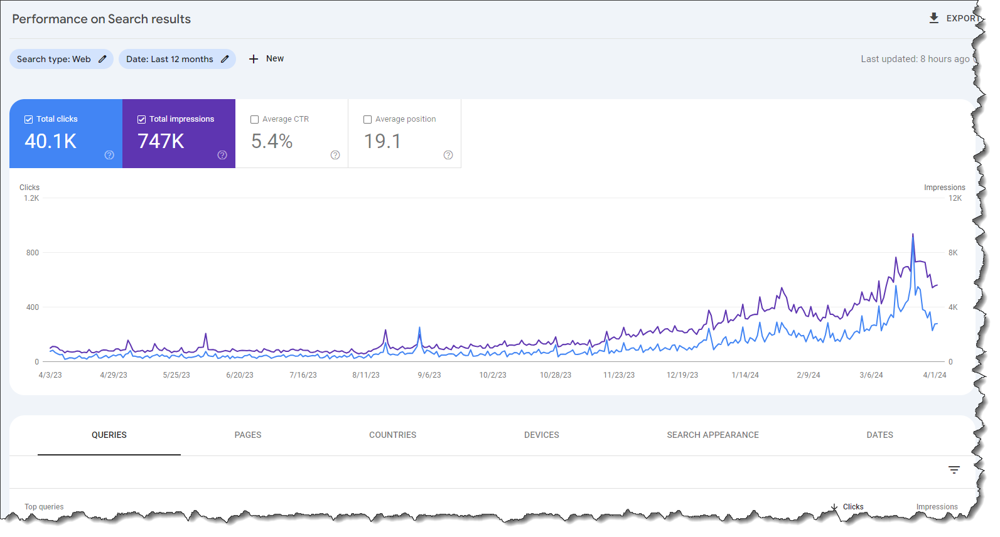 Performance on Search results
EXPORT
Search type: Web
Date: Last 12 months
New
Last updated: 8 hours ago
Total clicks
40.1K
Total impressions
747K
Average CTR
5.4%
Average position
19.1
Clicks
Impressions
1.2K
12K
800
8K
400
4K
0
0
4/3/23 4/29/23 5/25/23 6/20/23 7/16/23 8/11/23 9/6/23 10/2/23 10/28/23 11/23/23 12/19/23 1/14/24 2/9/24 3/6/24 4/1/24
QUERIES PAGES COUNTRIES DEVICES SEARCH APPEARANCE DATES
Top queries Clicks Impressions